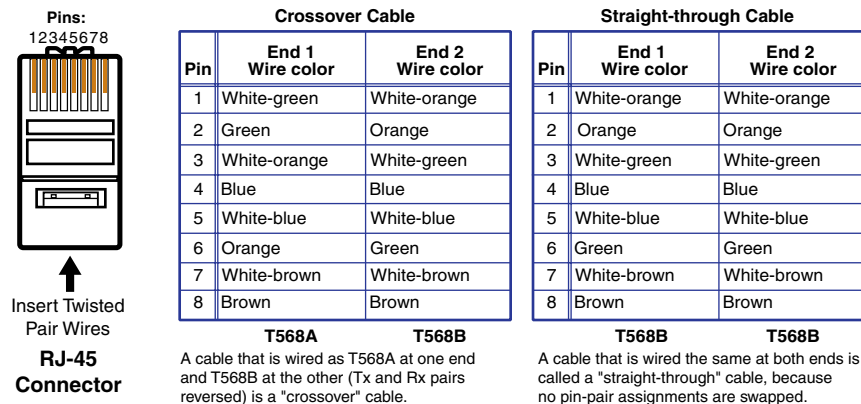 Pins:
12345678
Insert Twisted
Pair Wires
RJ-45
Connector
Crossover Cable
Pin End 1 Wire color End 2 Wire color
1 White-green White-orange
2 Green Orange
3 White-orange White-green
4 Blue Blue
5 White-blue White-blue
6 Orange Green
7 White-brown White-brown
8 Brown Brown
T568A T568B
A cable that is wired as T568A at one end
and T568B at the other (Tx and Rx pairs
reversed) is a "crossover" cable.
Straight-through Cable
Pin End 1 Wire color End 2 Wire color
1 White-orange White-orange
2 Orange Orange
3 White-green White-green
4 Blue Blue
5 White-blue White-blue
6 Green Green
7 White-brown White-brown
8 Brown Brown
T568B T568B
A cable that is wired the same at both ends is
called a "straight-through" cable, because
no pin-pair assignments are swapped.